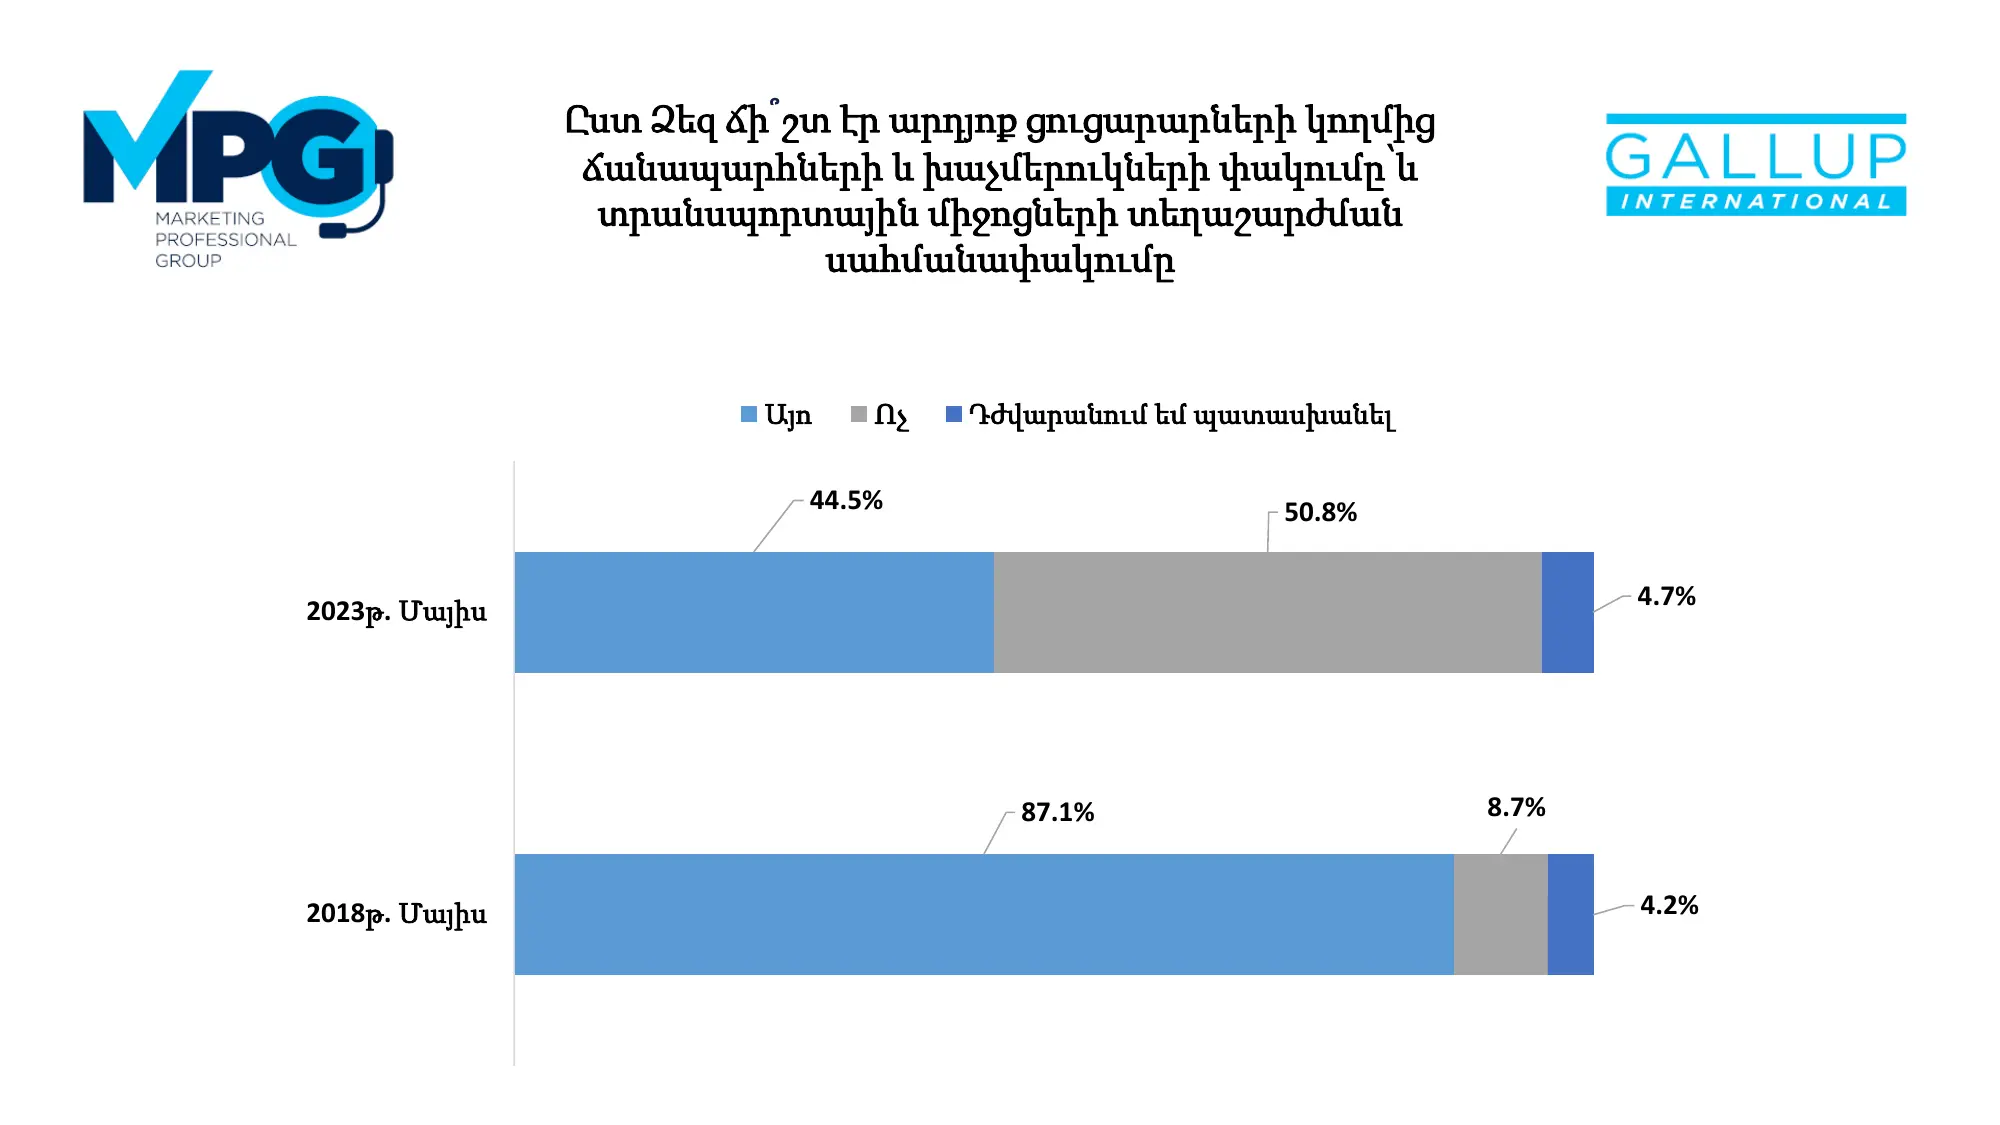 MPG
MARKETING
PROFESSIONAL
GROUP
Ըստ Ձեզ ճի՞շտ էր արդյոք ցուցարարների կողմից
ճանապարհների և խաչմերուկների փակումը՝և
տրանսպորտային միջոցների տեղաշարժման
սահմանափակումը
GALLUP
INTERNATIONAL
Այո Ոչ Դժվարանում եմ պատասխանել
44.5%
50.8%
2023թ. Մայիս
4.7%
87.1%
8.7%
2018թ. Մայիս
4.2%